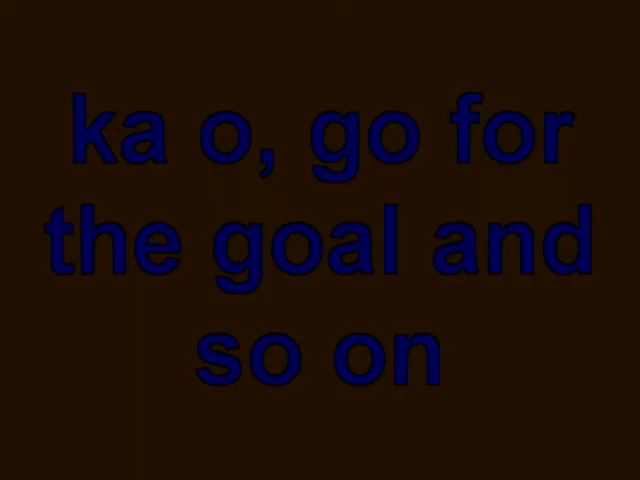 ka o, go for
the goal and
so on